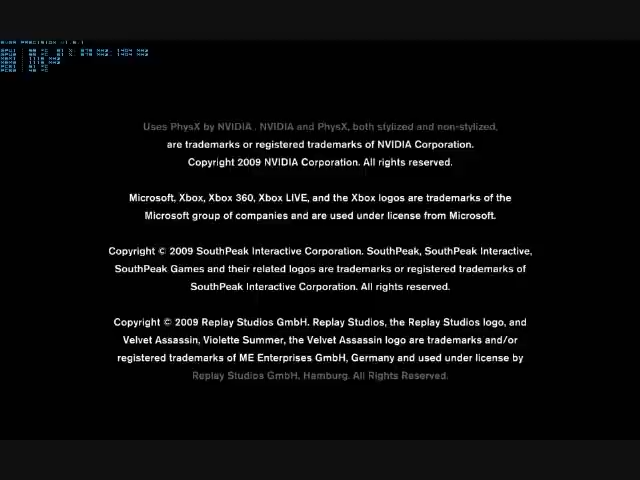 EVGA PRECISION v1.8.1
Uses PhysX by NVIDIA . NVIDIA and PhysX, both stylized and non-stylized,
are trademarks or registered trademarks of NVIDIA Corporation.
Copyright 2009 NVIDIA Corporation. All rights reserved.
Microsoft, Xbox, Xbox 360, Xbox LIVE, and the Xbox logos are trademarks of the
Microsoft group of companies and are used under license from Microsoft.
Copyright © 2009 SouthPeak Interactive Corporation. SouthPeak, SouthPeak Interactive,
SouthPeak Games and their related logos are trademarks or registered trademarks of
SouthPeak Interactive Corporation. All rights reserved.
Copyright © 2009 Replay Studios GmbH. Replay Studios, the Replay Studios logo, and
Velvet Assassin, Violette Summer, the Velvet Assassin logo are trademarks and/or
registered trademarks of ME Enterprises GmbH, Germany and used under license by
Replay Studios GmbH, Hamburg. All Rights Reserved.